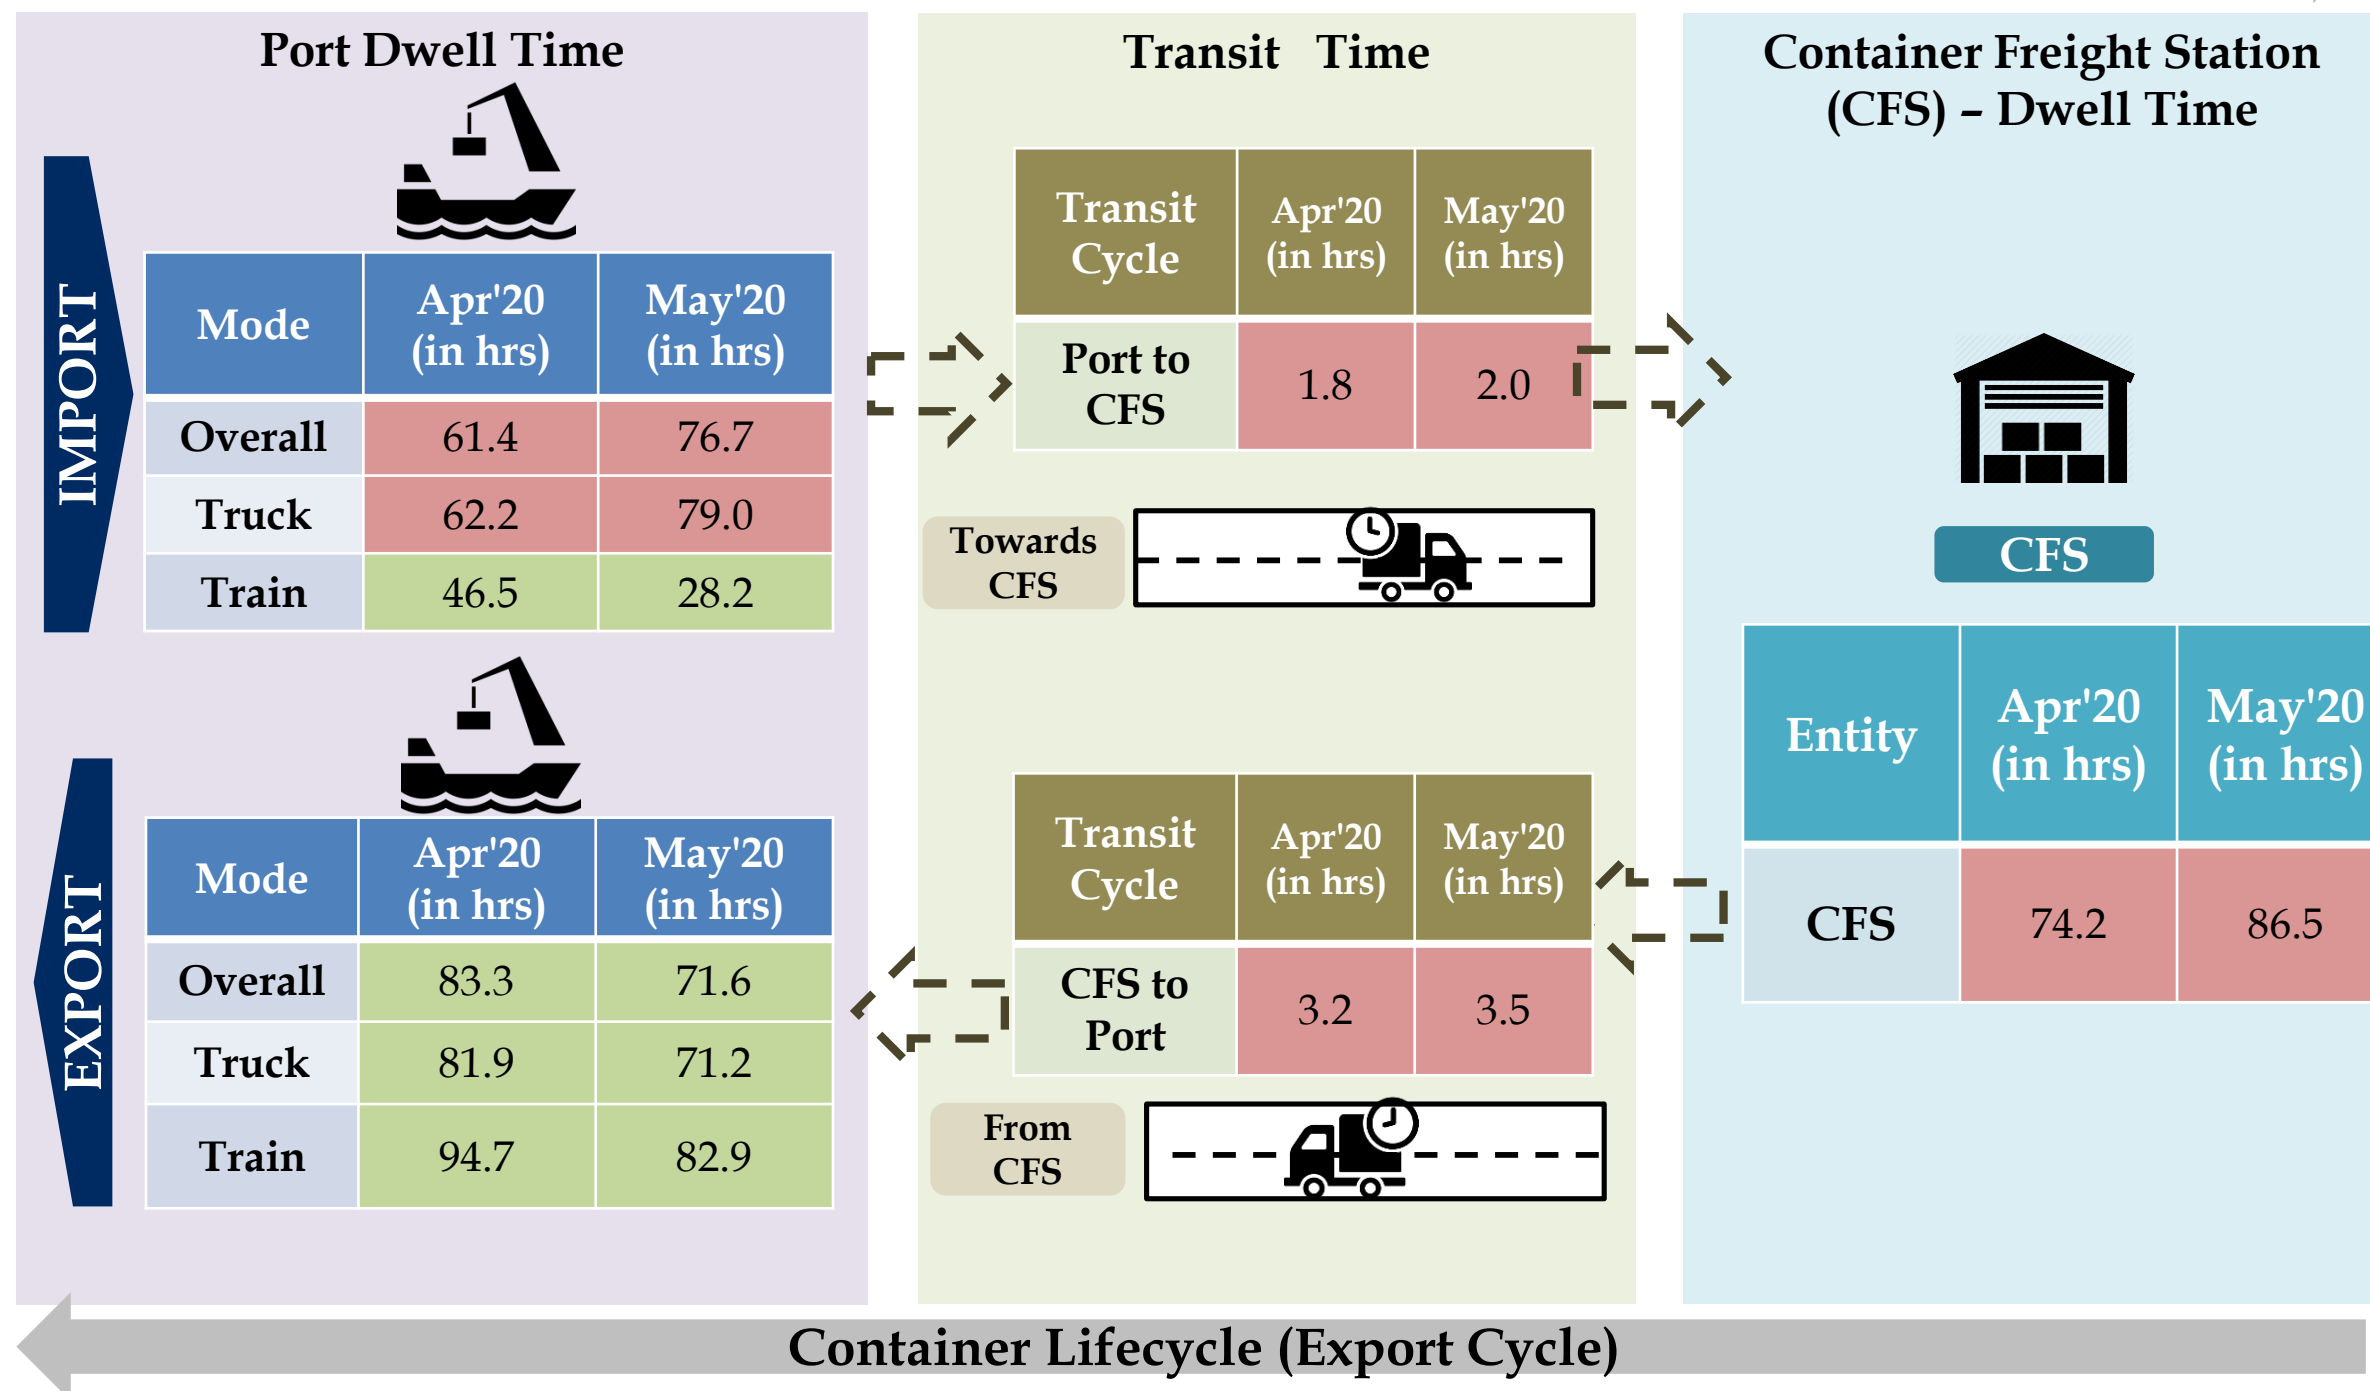 Port Dwell Time
IMPORT
Mode Apr'20 (in hrs) May'20 (in hrs)
Overall 61.4 76.7
Truck 62.2 79.0
Train 46.5 28.2
EXPORT
Mode Apr'20 (in hrs) May'20 (in hrs)
Overall 83.3 71.6
Truck 81.9 71.2
Train 94.7 82.9
Transit Time
Transit Cycle Apr'20 (in hrs) May'20 (in hrs)
Port to CFS 1.8 2.0
Towards
CFS
Transit Cycle Apr'20 (in hrs) May'20 (in hrs)
CFS to Port 3.2 3.5
From
CFS
Container Freight Station
(CFS) – Dwell Time
CFS
Entity Apr'20 (in hrs) May'20 (in hrs)
CFS 74.2 86.5
Container Lifecycle (Export Cycle)